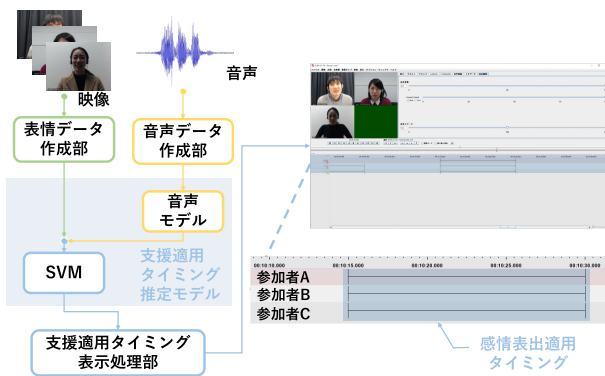 映像
音声
表情データ
作成部
音声データ
作成部
音声
モデル
支援適用
タイミング
推定モデル
SVM
支援適用タイミング
表示処理部
00:10:10.000
00:10:15.000
00:10:20.000
00:10:25.000
00:10:30.000
参加者A
参加者B
参加者C
感情表出適用
タイミング